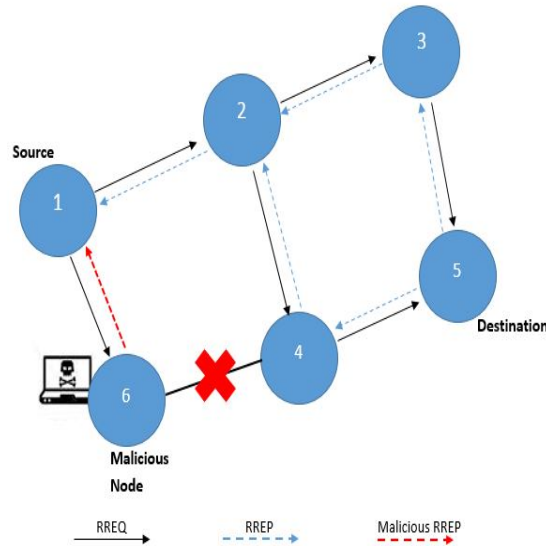 3
2
Source
1
5
Destination
4
6
Malicious
Node
RREQ
RREP
Malicious RREP